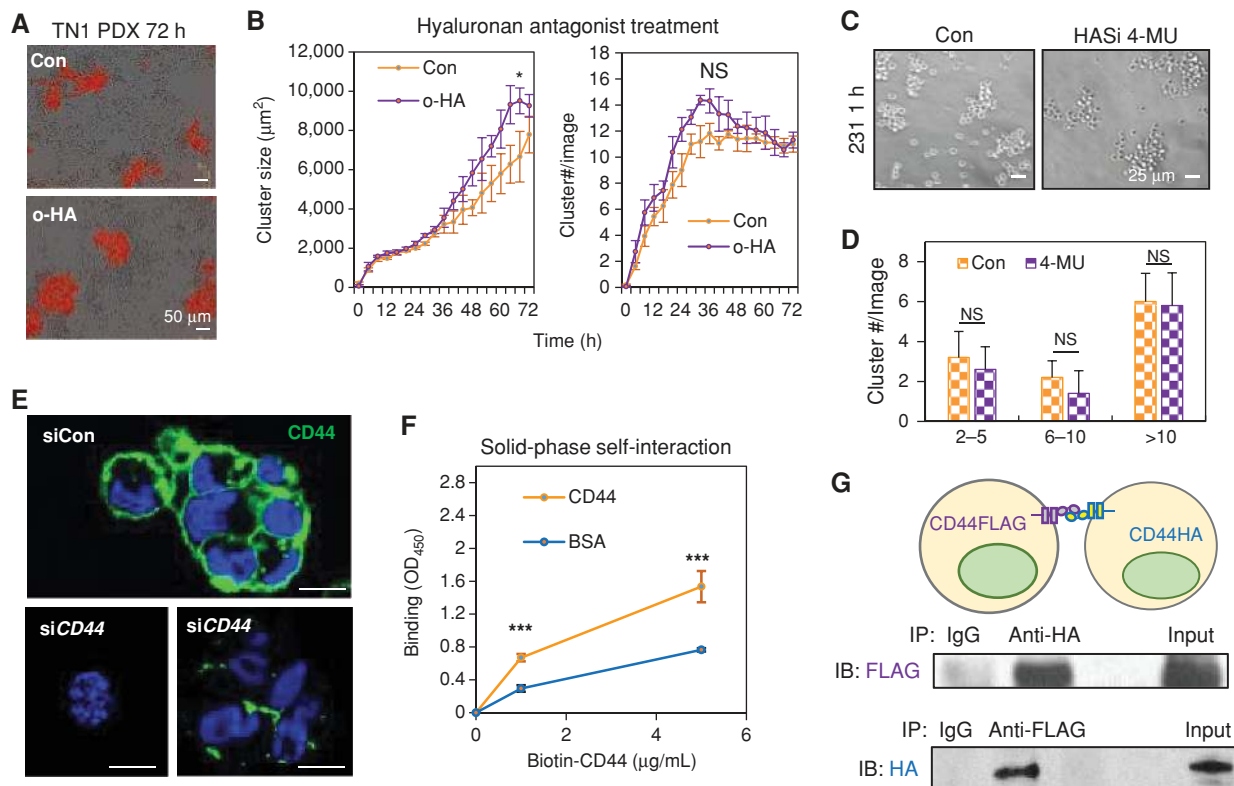 A
TN1 PDX 72 h
Con
o-HA
50 μm
B
Hyaluronan antagonist treatment
Cluster size (μm²)
12,000
10,000
8,000
6,000
4,000
2,000
0
Con
o-HA
*
0 12 24 36 48 60 72
Cluster#/image
18
16
14
12
10
8
6
4
2
0
NS
Con
o-HA
0 12 24 36 48 60 72
Time (h)
C
Con
HASi 4-MU
231 1 h
25 μm
D
Cluster #/Image
8
6
4
2
0
Con
4-MU
NS
NS
NS
2–5
6–10
>10
E
siCon
CD44
siCD44
siCD44
F
Solid-phase self-interaction
Binding (OD₄₅₀)
2.8
2.4
2
1.6
1.2
0.8
0.4
0
CD44
BSA
***
***
0 2 4 6
Biotin-CD44 (μg/mL)
G
CD44FLAG
CD44HA
IP: IgG Anti-HA Input
IB: FLAG
IP: IgG Anti-FLAG Input
IB: HA